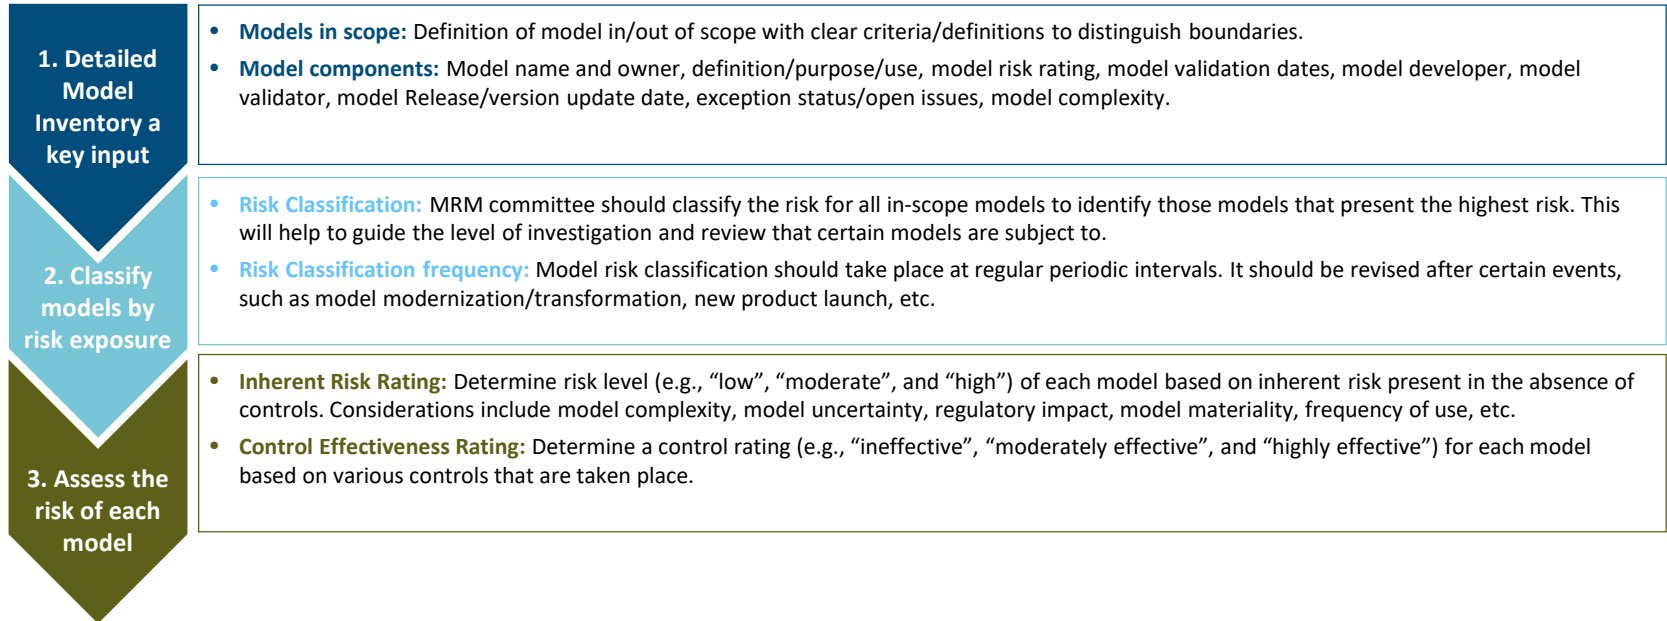 1. Detailed
Model
Inventory a
key input
• Models in scope: Definition of model in/out of scope with clear criteria/definitions to distinguish boundaries.
• Model components: Model name and owner, definition/purpose/use, model risk rating, model validation dates, model developer, model
validator, model Release/version update date, exception status/open issues, model complexity.
2. Classify
models by
risk exposure
• Risk Classification: MRM committee should classify the risk for all in-scope models to identify those models that present the highest risk. This
will help to guide the level of investigation and review that certain models are subject to.
• Risk Classification frequency: Model risk classification should take place at regular periodic intervals. It should be revised after certain events,
such as model modernization/transformation, new product launch, etc.
3. Assess the
risk of each
model
• Inherent Risk Rating: Determine risk level (e.g., “low”, “moderate”, and “high”) of each model based on inherent risk present in the absence of
controls. Considerations include model complexity, model uncertainty, regulatory impact, model materiality, frequency of use, etc.
• Control Effectiveness Rating: Determine a control rating (e.g., “ineffective”, “moderately effective”, and “highly effective”) for each model
based on various controls that are taken place.